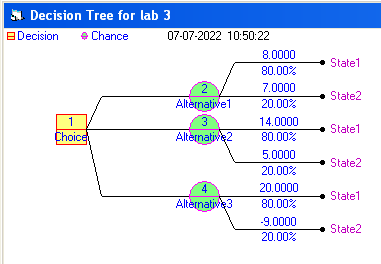 Decision Tree for lab 3
Decision Chance 07-07-2022 10:50:22
8.0000
80.00% State1
2 7.0000
Alternative1 20.00% State2
1 3 14.0000
Choice Alternative2 80.00% State1
5.0000
20.00% State2
4 20.0000
Alternative3 80.00% State1
-9.0000
20.00% State2